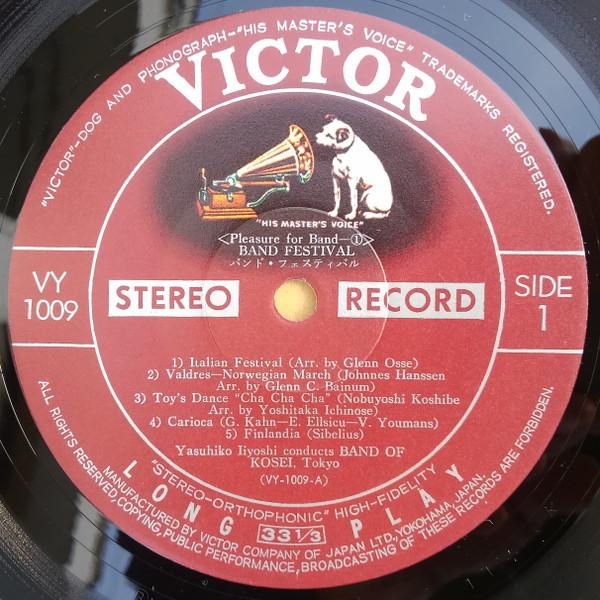 "VICTOR"–DOG AND PHONOGRAPH–"HIS MASTER'S VOICE" TRADEMARKS REGISTERED.
VICTOR
"HIS MASTER'S VOICE"
<Pleasure for Band—①>
BAND FESTIVAL
バンド・フェスティバル
VY
1009
STEREO
RECORD
SIDE
1
1) Italian Festival (Arr. by Glenn Osse)
2) Valdres—Norwegian March (Johnnes Hanssen
Arr. by Glenn C. Bainum)
3) Toy's Dance "Cha Cha Cha" (Nobuyoshi Koshibe
Arr. by Yoshitaka Ichinose)
4) Carioca (G. Kahn—E. Ellsicu—V. Youmans)
5) Finlandia (Sibelius)
Yasuhiko Iiyoshi conducts BAND OF
KOSEI, Tokyo
(VY-1009-A)
"STEREO–ORTHOPHONIC" HIGH-FIDELITY
LONG 33 1/3 PLAY
MANUFACTURED BY VICTOR COMPANY OF JAPAN LTD., YOKOHAMA, JAPAN.
ALL RIGHTS RESERVED, COPYING, PUBLIC PERFORMANCE, BROADCASTING OF THESE RECORDS ARE FORBIDDEN.